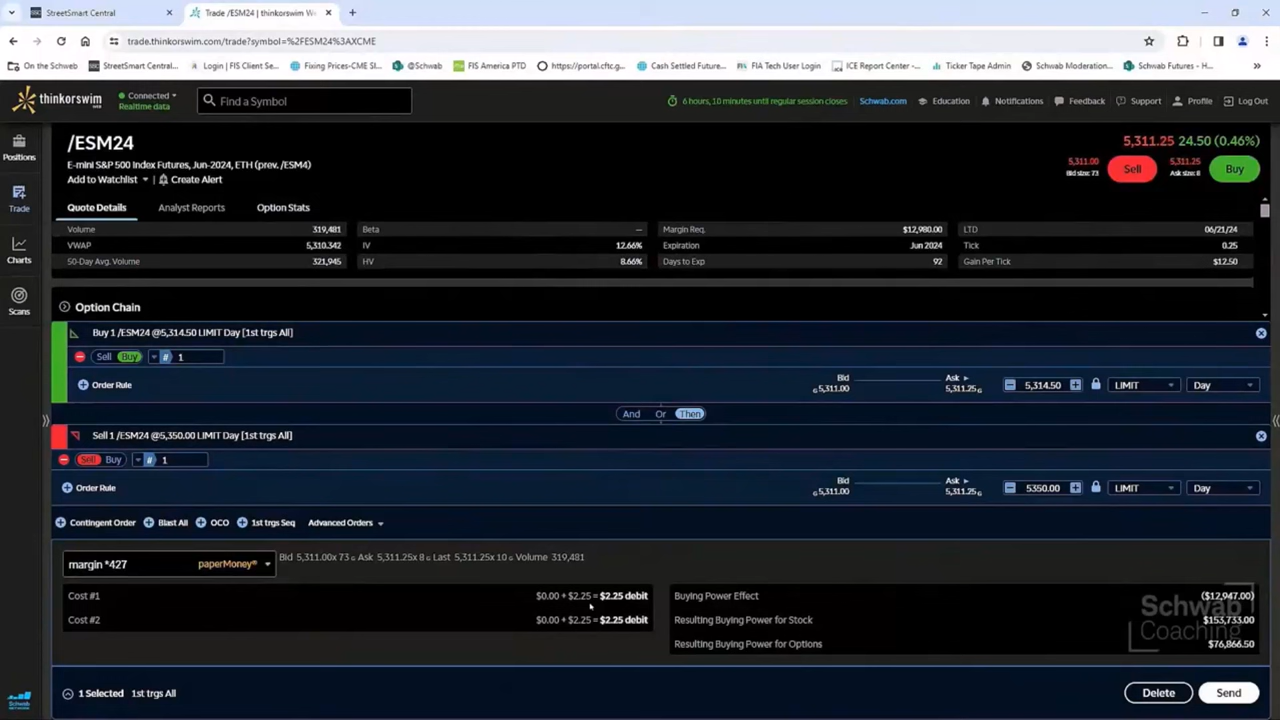 StreetSmart Central
Trade /ESM24 | thinkorswim We
trade.thinkorswim.com/trade?symbol=%2FESM24%3AXCME
On the Schweb
StreetSmart Central...
Login | FIS Client Se...
Fixing Prices-CME SI...
@Schwab
FIS America PTD
https://portal.cftc.g...
Cash Settled Future...
FIA Tech User Login
ICE Report Center -...
Ticker Tape Admin
Schwab Moderation...
Schwab Futures - H...
thinkorswim
Connected
Realtime data
Find a Symbol
6 hours, 10 minutes until regular session closes
Schwab.com
Education
Notifications
Feedback
Support
Profile
Log Out
Positions
Trade
Charts
Scans
/ESM24
E-mini S&P 500 Index Futures, Jun-2024, ETH (prev. /ESM4)
Add to Watchlist
Create Alert
5,311.25 24.50 (0.46%)
5,311.00
Bid size: 73
Sell
5,311.25
Ask size: 8
Buy
Quote Details
Analyst Reports
Option Stats
Volume 319,481
Beta --
Margin Req. $12,980.00
LTD 06/21/24
VWAP 5,310.342
IV 12.66%
Expiration Jun 2024
Tick 0.25
50-Day Avg. Volume 321,945
HV 8.66%
Days to Exp 92
Gain Per Tick $12.50
Option Chain
Buy 1 /ESM24 @5,314.50 LIMIT Day [1st trgs All]
Sell Buy # 1
Order Rule
Bid
5,311.00
Ask
5,311.25
5,314.50
LIMIT
Day
And Or Then
Sell 1 /ESM24 @5,350.00 LIMIT Day [1st trgs All]
Sell Buy # 1
Order Rule
Bid
5,311.00
Ask
5,311.25
5350.00
LIMIT
Day
Contingent Order
Blast All
OCO
1st trgs Seq
Advanced Orders
margin *427 paperMoney®
Bid 5,311.00x 73 G Ask 5,311.25x 8 G Last 5,311.25x 10 G Volume 319,481
Cost #1 $0.00 + $2.25 = $2.25 debit
Cost #2 $0.00 + $2.25 = $2.25 debit
Buying Power Effect ($12,947.00)
Resulting Buying Power for Stock $153,733.00
Resulting Buying Power for Options $76,866.50
Schwab
Coaching
1 Selected 1st trgs All
Delete
Send